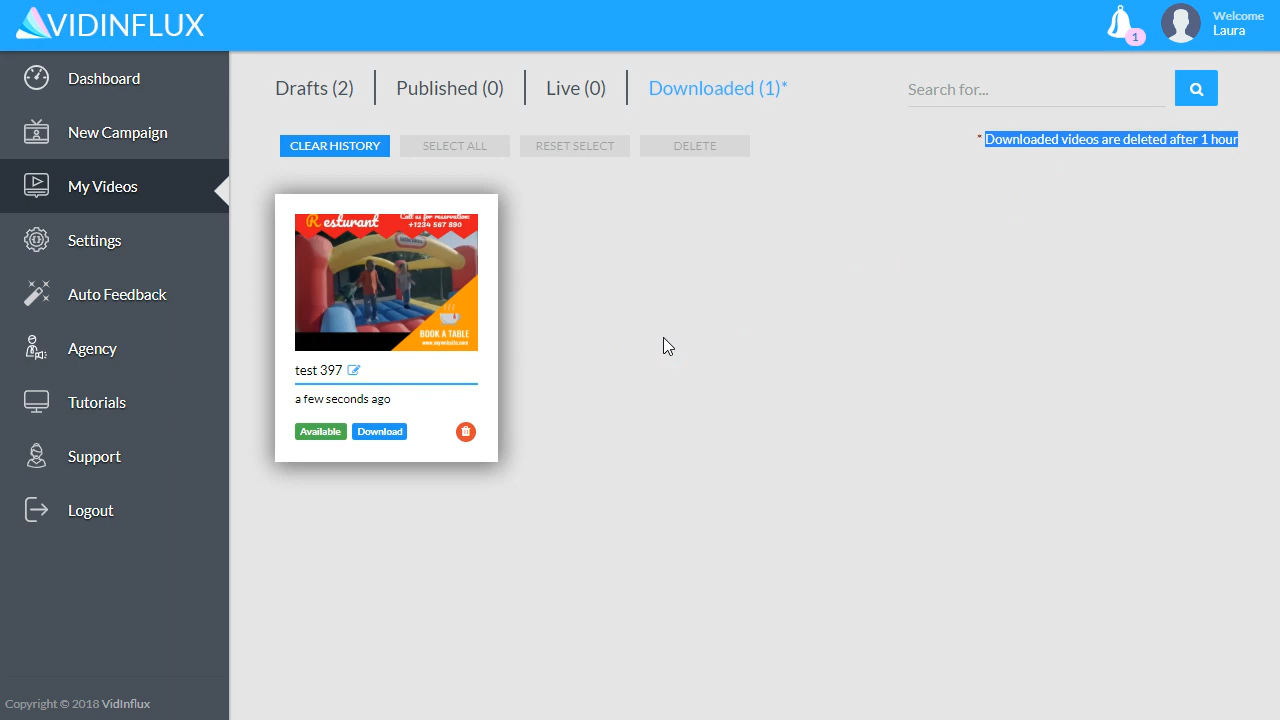 VIDINFLUX
1
Welcome
Laura
Dashboard
New Campaign
My Videos
Settings
Auto Feedback
Agency
Tutorials
Support
Logout
Copyright © 2018 VidInflux
Drafts (2)
Published (0)
Live (0)
Downloaded (1)*
Search for...
CLEAR HISTORY
SELECT ALL
RESET SELECT
DELETE
* Downloaded videos are deleted after 1 hour
Resturant
Call us for reservation:
+1234 567 890
BOOK A TABLE
test 397
a few seconds ago
Available
Download